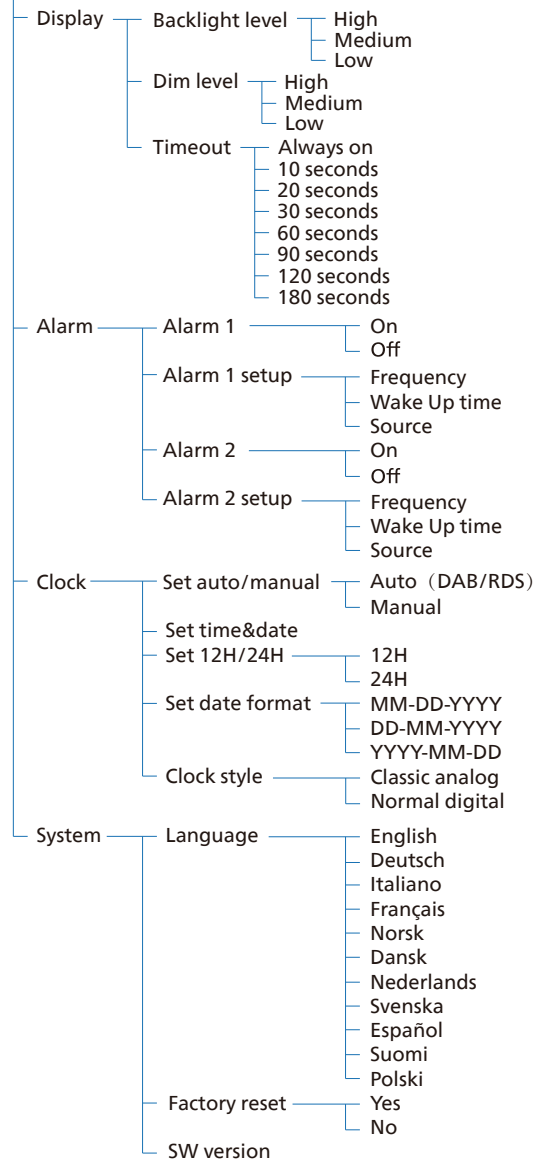 Display Backlight level High
Medium
Low
Dim level High
Medium
Low
Timeout Always on
10 seconds
20 seconds
30 seconds
60 seconds
90 seconds
120 seconds
180 seconds
Alarm Alarm 1 On
Off
Alarm 1 setup Frequency
Wake Up time
Source
Alarm 2 On
Off
Alarm 2 setup Frequency
Wake Up time
Source
Clock Set auto/manual Auto（DAB/RDS）
Manual
Set time&date
Set 12H/24H 12H
24H
Set date format MM-DD-YYYY
DD-MM-YYYY
YYYY-MM-DD
Clock style Classic analog
Normal digital
System Language English
Deutsch
Italiano
Français
Norsk
Dansk
Nederlands
Svenska
Español
Suomi
Polski
Factory reset Yes
No
SW version